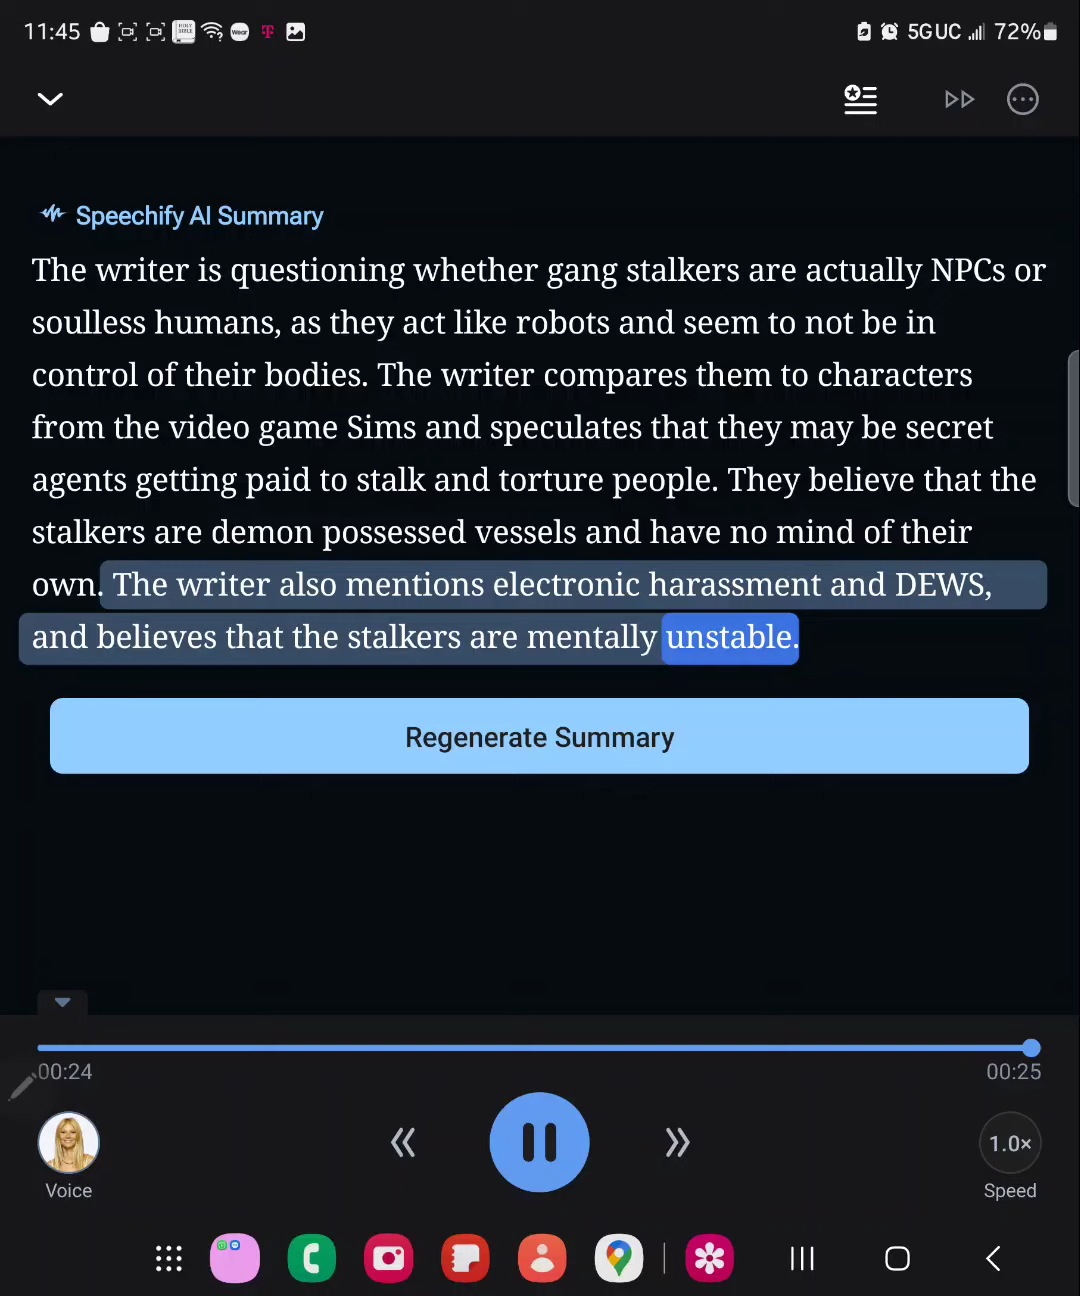 11:45
HOLY BIBLE
Wear
T
5G UC
72%
Speechify AI Summary
The writer is questioning whether gang stalkers are actually NPCs or
soulless humans, as they act like robots and seem to not be in
control of their bodies. The writer compares them to characters
from the video game Sims and speculates that they may be secret
agents getting paid to stalk and torture people. They believe that the
stalkers are demon possessed vessels and have no mind of their
own. The writer also mentions electronic harassment and DEWS,
and believes that the stalkers are mentally unstable.
Regenerate Summary
00:24
00:25
1.0×
Voice
Speed